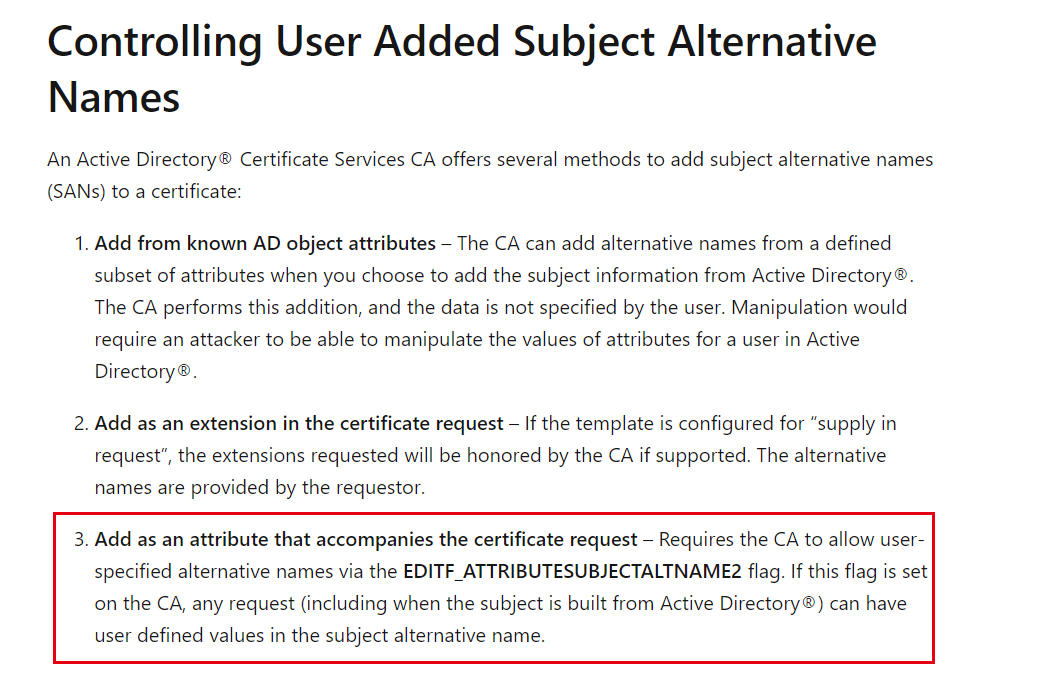 Controlling User Added Subject Alternative
Names
An Active Directory® Certificate Services CA offers several methods to add subject alternative names
(SANs) to a certificate:
1. Add from known AD object attributes – The CA can add alternative names from a defined
subset of attributes when you choose to add the subject information from Active Directory®.
The CA performs this addition, and the data is not specified by the user. Manipulation would
require an attacker to be able to manipulate the values of attributes for a user in Active
Directory®.
2. Add as an extension in the certificate request – If the template is configured for “supply in
request”, the extensions requested will be honored by the CA if supported. The alternative
names are provided by the requestor.
3. Add as an attribute that accompanies the certificate request – Requires the CA to allow user-
specified alternative names via the EDITF_ATTRIBUTESUBJECTALTNAME2 flag. If this flag is set
on the CA, any request (including when the subject is built from Active Directory®) can have
user defined values in the subject alternative name.